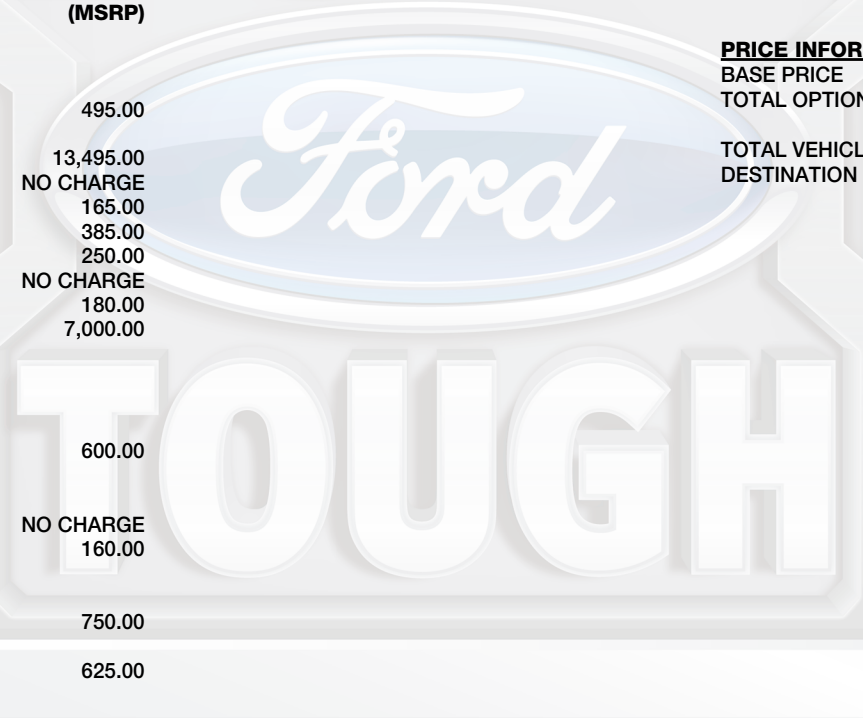 (MSRP)
495.00
13,495.00
NO CHARGE
165.00
385.00
250.00
NO CHARGE
180.00
7,000.00
600.00
NO CHARGE
160.00
750.00
625.00
PRICE INFOR
BASE PRICE
TOTAL OPTION
TOTAL VEHICL
DESTINATION
Ford
TOUGH